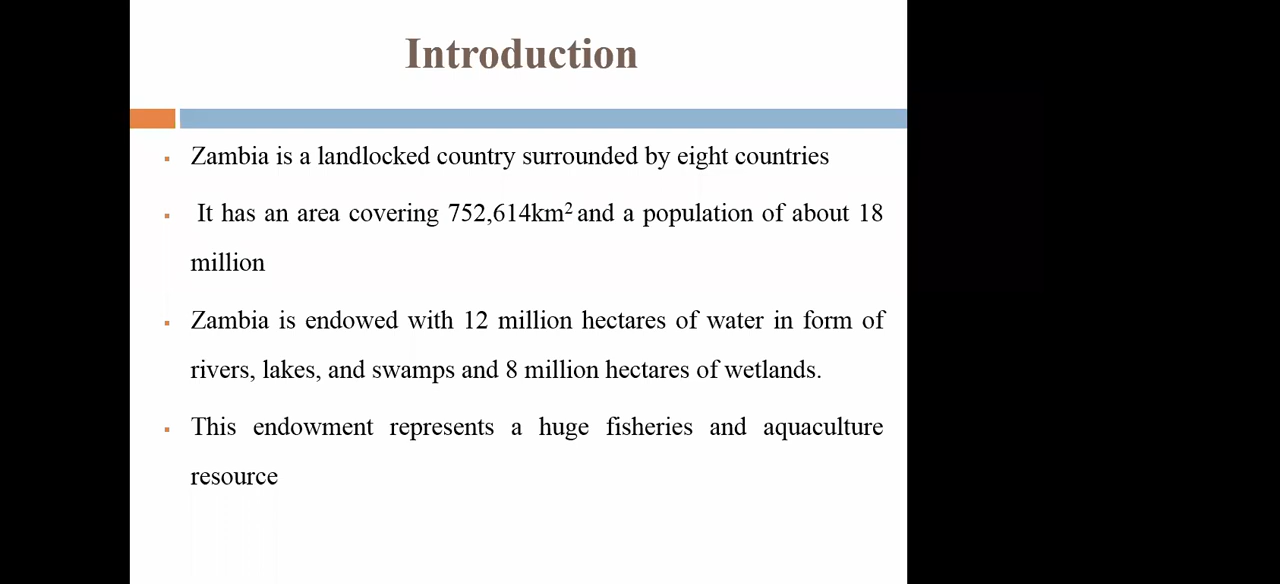 Introduction
▪ Zambia is a landlocked country surrounded by eight countries
▪ It has an area covering 752,614km² and a population of about 18
million
▪ Zambia is endowed with 12 million hectares of water in form of
rivers, lakes, and swamps and 8 million hectares of wetlands.
▪ This endowment represents a huge fisheries and aquaculture
resource